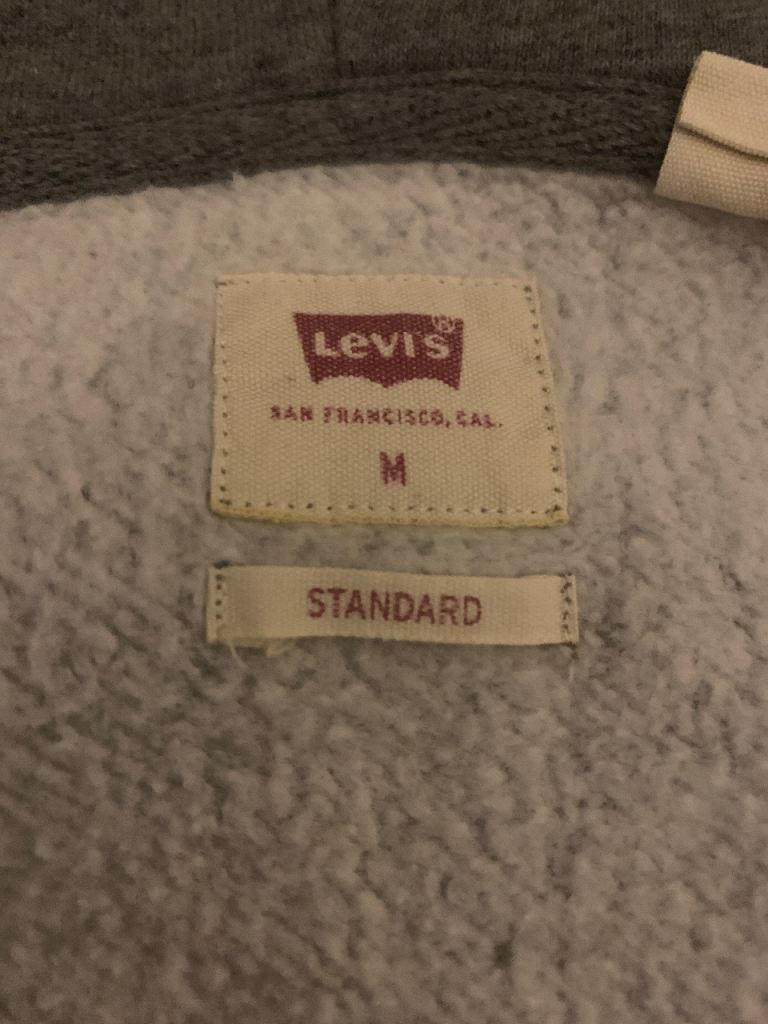 Levi's®
SAN FRANCISCO, CAL.
M
STANDARD